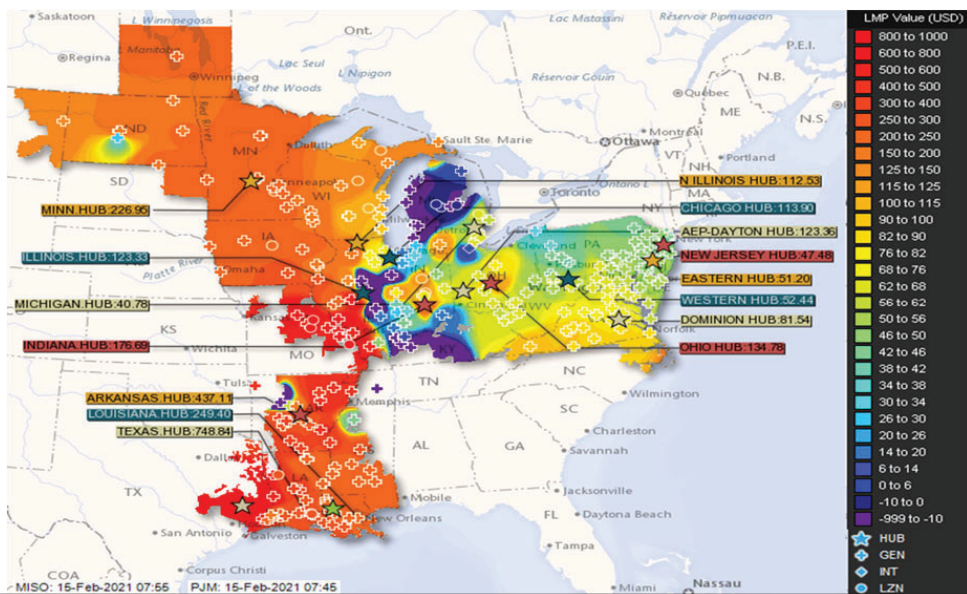 Saskatoon
L Winnipegosis
Ont.
Lac Matassini
Réservoir Pipmuacan
L Manitoba
Regina
Winnipeg
Lac Seul
L Nipigon
Réservoir Gouin
P.E.I.
L of the Woods
Québec
N.B.
Red River
ME
N.S.
ND
MN
Duluth
Sault Ste. Marie
Ottawa
Montréal
VT
Portland
NH
MA
SD
Minneapolis
WI
Toronto
Ontario L
NY
MINN.HUB:226.95
N ILLINOIS HUB:112.53
CHICAGO HUB:113.90
AEP-DAYTON HUB:123.36
NEW JERSEY HUB:47.48
EASTERN HUB:51.20
WESTERN HUB:52.44
DOMINION HUB:81.54
OHIO HUB:134.78
ILLINOIS.HUB:123.33
MICHIGAN.HUB:40.78
INDIANA.HUB:176.69
IA
Omaha
Platte River
Cleveland
PA
New York
WV
Norfolk
KS
Wichita
MO
KY
TN
NC
Wilmington
Tulsa
Memphis
ARKANSAS.HUB:437.11
LOUISIANA.HUB:249.40
TEXAS.HUB:748.84
SC
Charleston
AL
GA
Savannah
TX
LA
Mobile
Jacksonville
New Orleans
FL
Daytona Beach
San Antonio
Galveston
Tampa
Corpus Christi
COA
Miami
Nassau
MISO: 15-Feb-2021 07:55 PJM: 15-Feb-2021 07:45
LMP Value (USD)
800 to 1000
600 to 800
500 to 600
400 to 500
300 to 400
250 to 300
200 to 250
150 to 200
125 to 150
115 to 125
100 to 115
90 to 100
82 to 90
76 to 82
68 to 76
62 to 68
56 to 62
50 to 56
46 to 50
42 to 46
38 to 42
34 to 38
30 to 34
26 to 30
20 to 26
14 to 20
6 to 14
0 to 6
-10 to 0
-999 to -10
HUB
GEN
INT
LZN